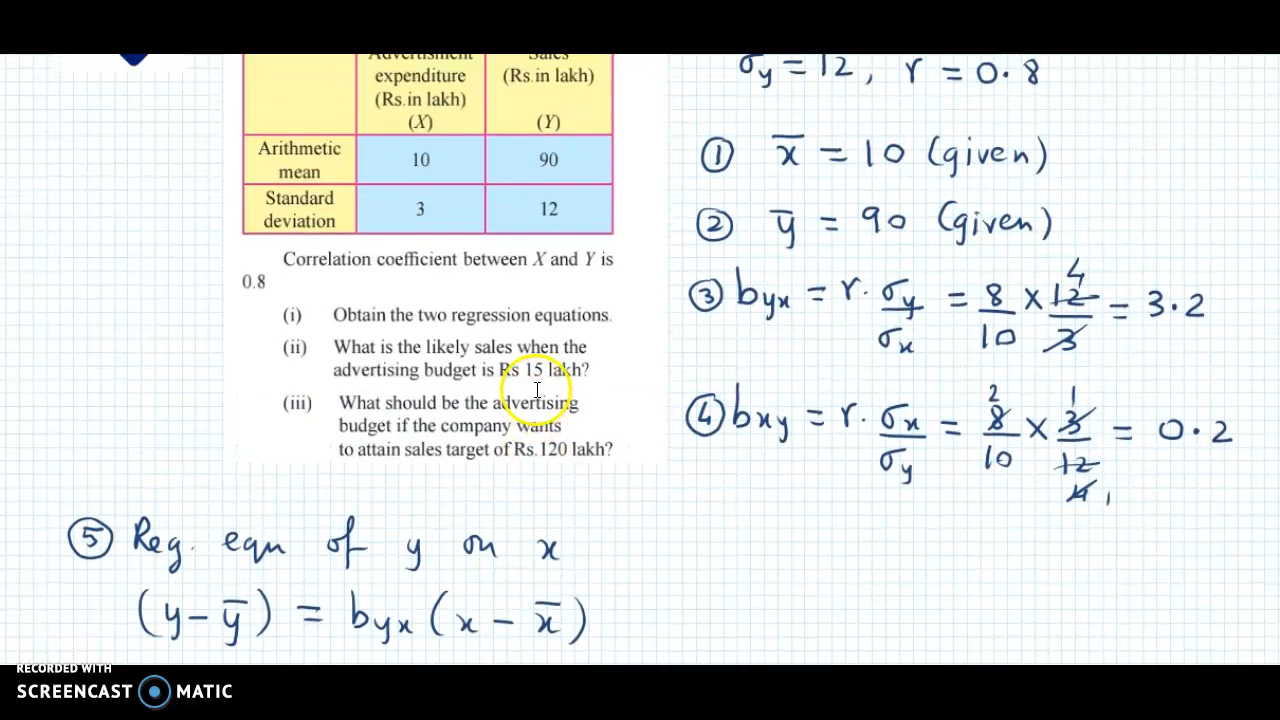 Advertisment Sales
expenditure (Rs.in lakh)
(Rs.in lakh)
(X) (Y)
Arithmetic
mean 10 90
Standard
deviation 3 12
Correlation coefficient between X and Y is
0.8
(i) Obtain the two regression equations.
(ii) What is the likely sales when the
advertising budget is Rs 15 lakh?
(iii) What should be the advertising
budget if the company wants
to attain sales target of Rs.120 lakh?
σy = 12, r = 0.8
① x̄ = 10 (given)
② ȳ = 90 (given)
③ byx = r. σy/σx = 8/10 × 12/3 = 3.2
4
④ bxy = r. σx/σy = 8/10 × 3/12 = 0.2
2 1
4 1
⑤ Reg. eqn of y on x
(y - ȳ) = byx (x - x̄)
RECORDED WITH
SCREENCAST MATIC